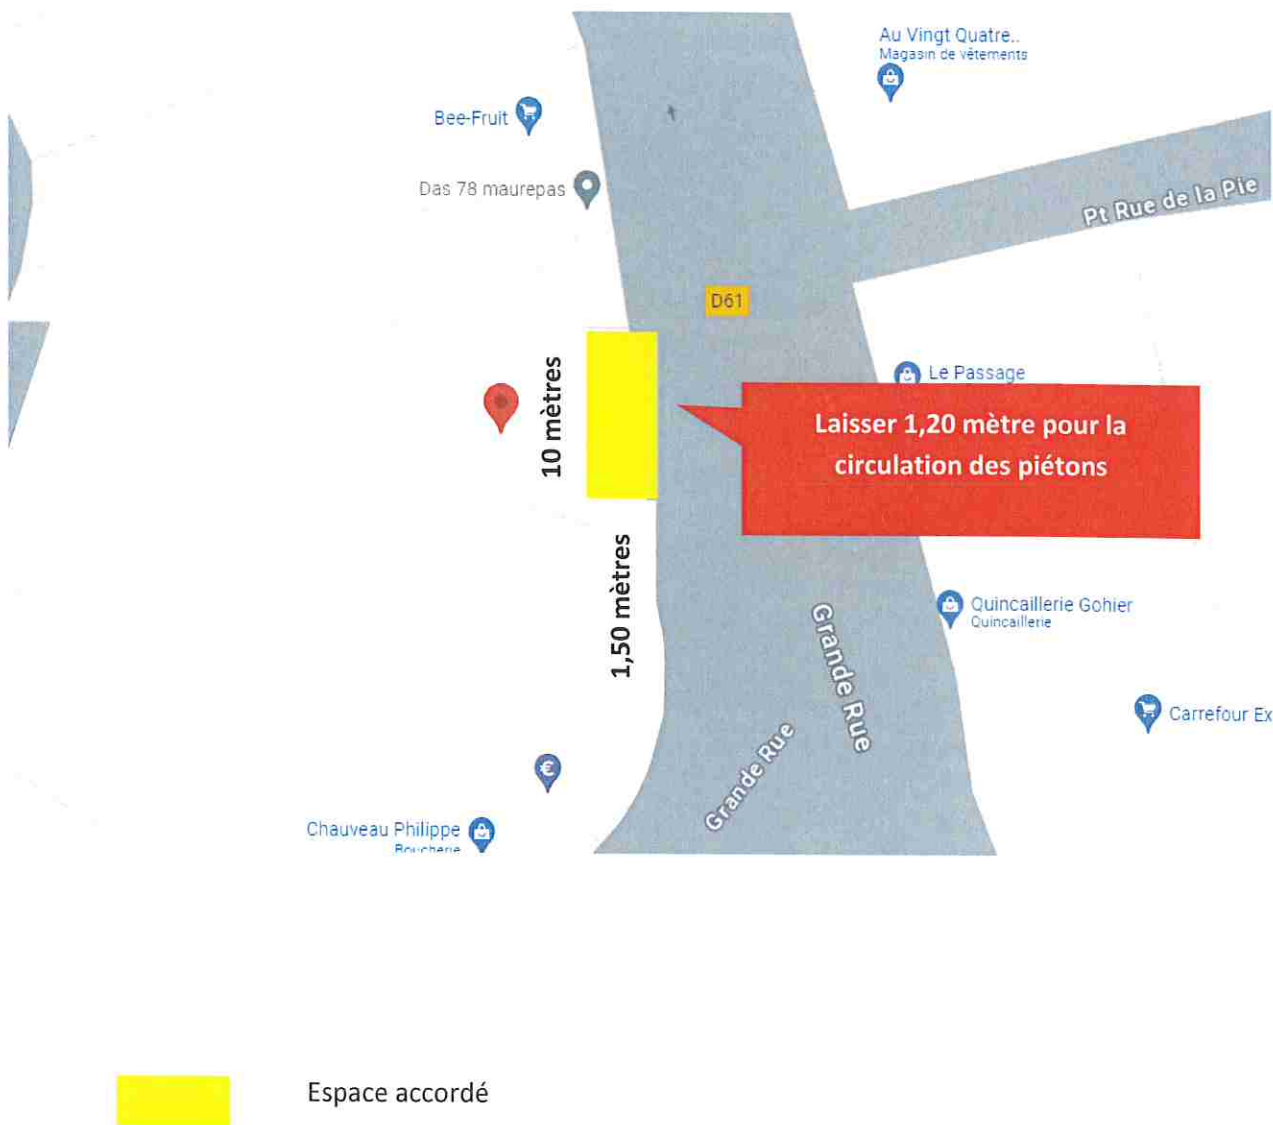 Au Vingt Quatre..
Magasin de vêtements
Bee-Fruit
Das 78 maurepas
Pt Rue de la Pie
D61
10 mètres
Le Passage
Laisser 1,20 mètre pour la
circulation des piétons
1,50 mètres
Quincaillerie Gohier
Quincaillerie
Grande Rue
Carrefour Ex
Grande Rue
€
Chauveau Philippe
Boucherie
Espace accordé